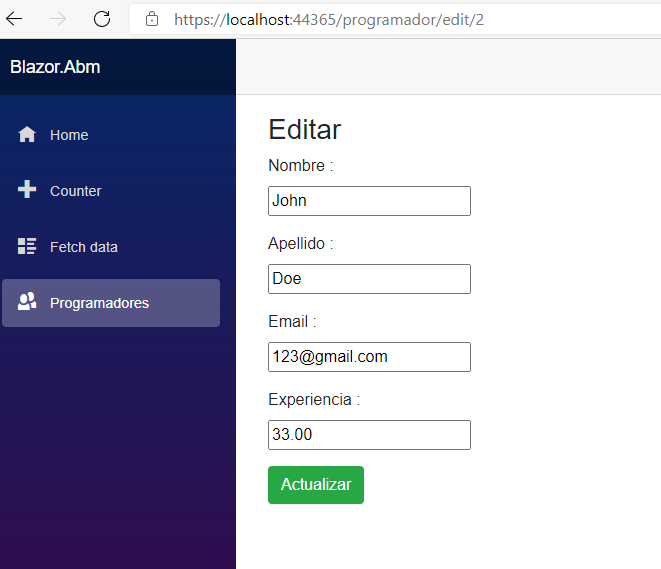 https://localhost:44365/programador/edit/2
Blazor.Abm
Home
Counter
Fetch data
Programadores
Editar
Nombre :
John
Apellido :
Doe
Email :
123@gmail.com
Experiencia :
33.00
Actualizar